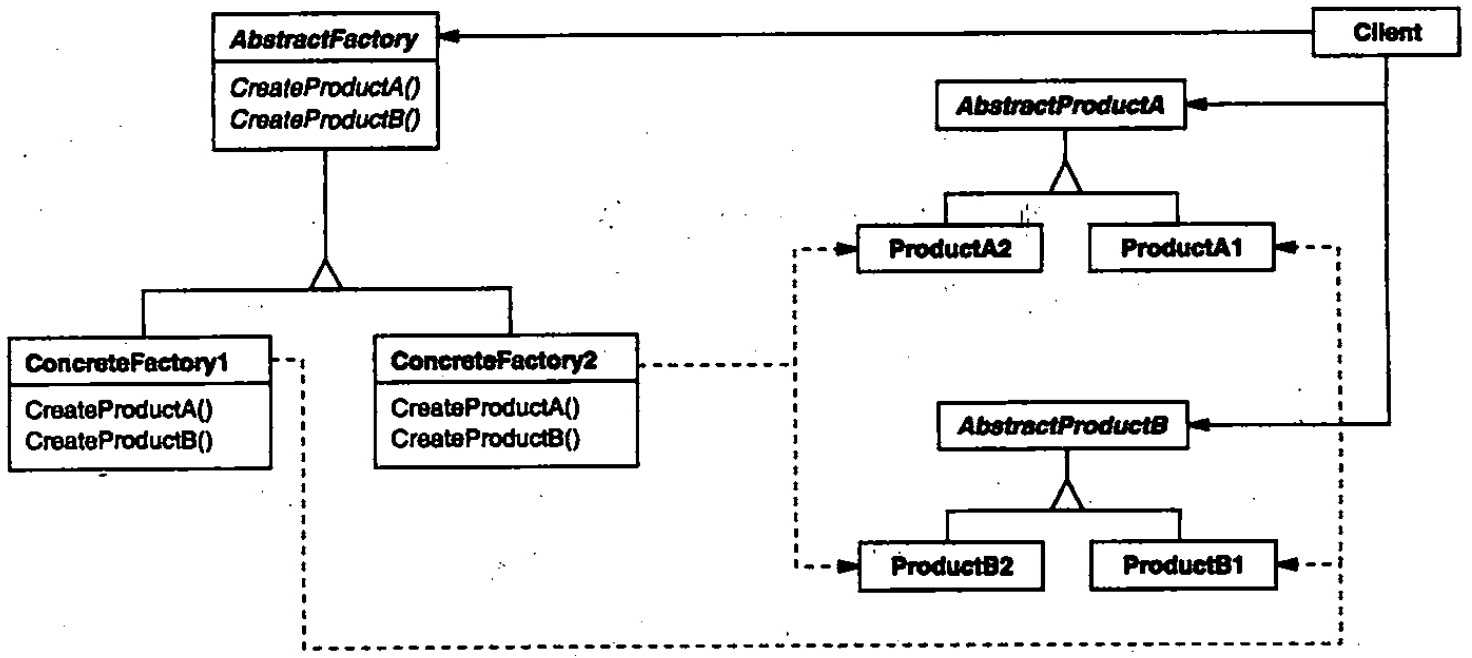 AbstractFactory
CreateProductA()
CreateProductB()
Client
AbstractProductA
ProductA2
ProductA1
ConcreteFactory1
CreateProductA()
CreateProductB()
ConcreteFactory2
CreateProductA()
CreateProductB()
AbstractProductB
ProductB2
ProductB1